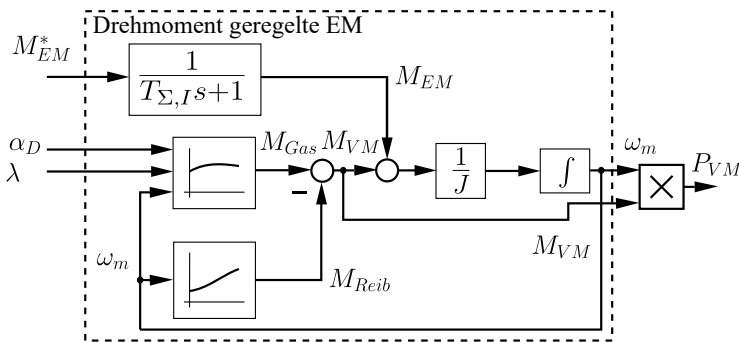 Drehmoment geregelte EM
M*_EM
1
T_Σ,I s+1
M_EM
α_D
λ
M_Gas
M_VM
1
J
∫
ω_m
×
P_VM
−
ω_m
M_Reib
M_VM